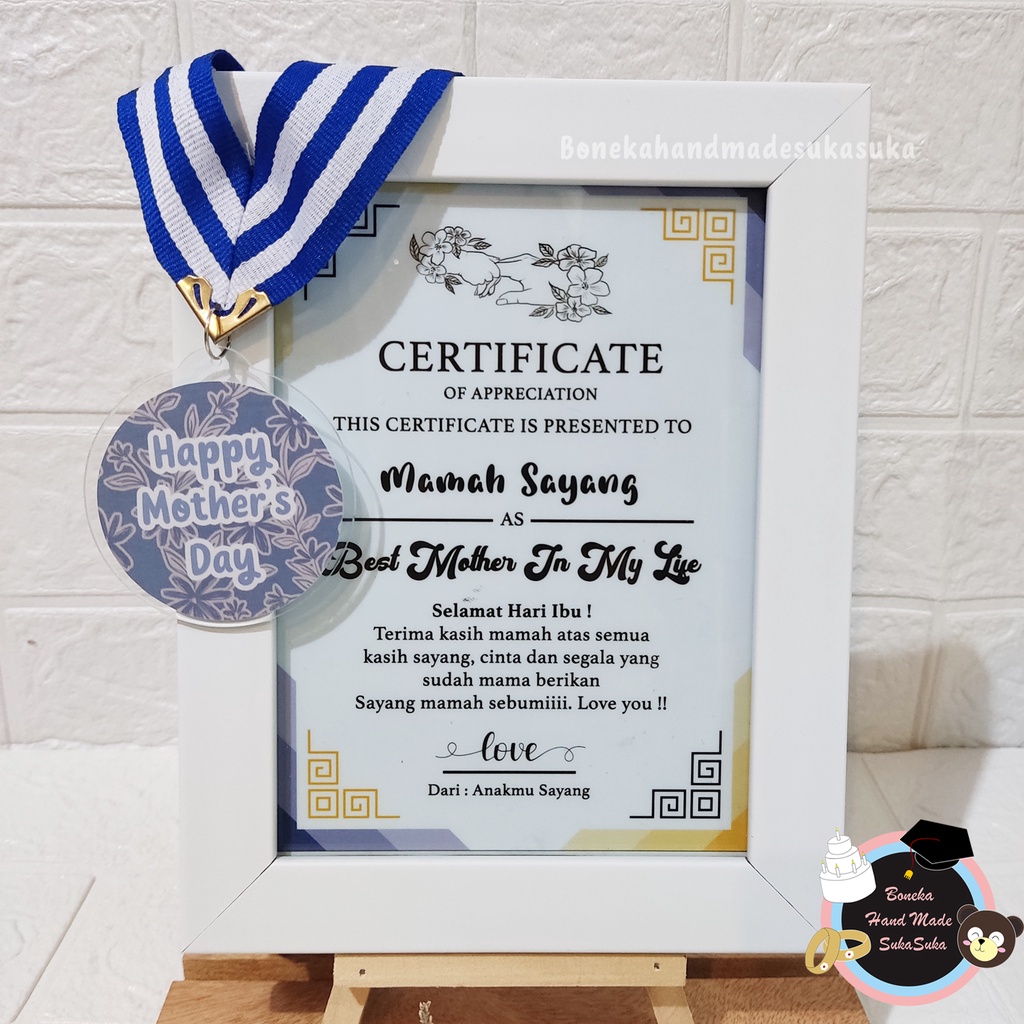 Bonekahandmadesukasuka
CERTIFICATE
OF APPRECIATION
THIS CERTIFICATE IS PRESENTED TO
Mamah Sayang
AS
Best Mother In My Life
Selamat Hari Ibu !
Terima kasih mamah atas semua
kasih sayang, cinta dan segala yang
sudah mama berikan
Sayang mamah sebumiiii. Love you !!
love
Dari : Anakmu Sayang
Happy
Mother's
Day
Boneka
Hand Made
SukaSuka